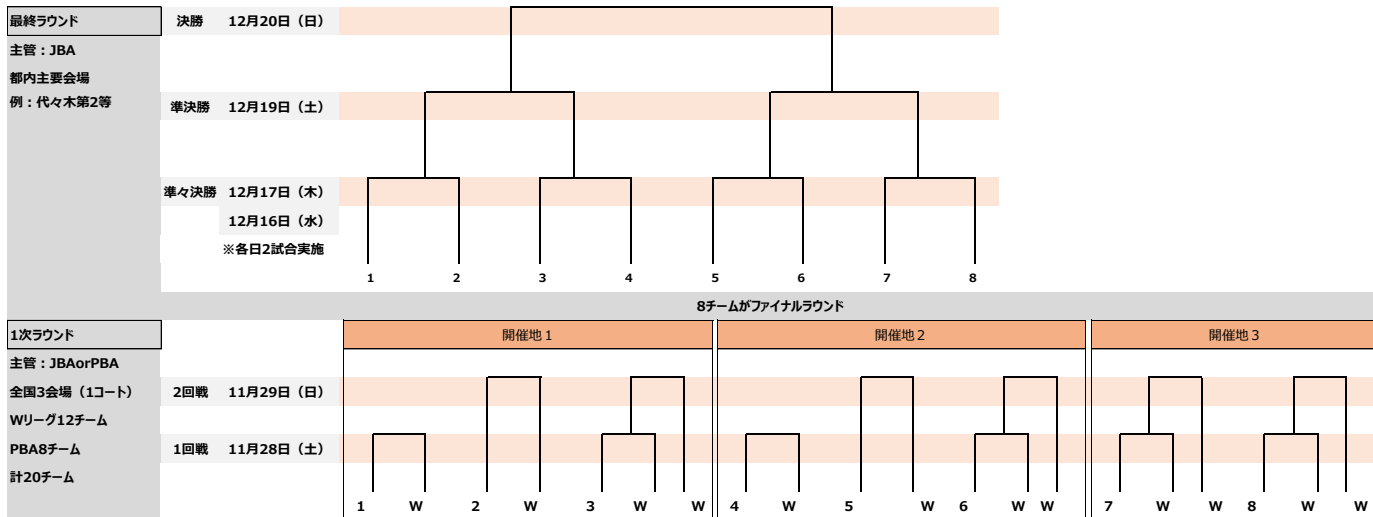 最終ラウンド 決勝 12月20日（日）
主管：JBA
都内主要会場
例：代々木第2等 準決勝 12月19日（土）
準々決勝 12月17日（木）
12月16日（水）
※各日2試合実施
1 2 3 4 5 6 7 8
8チームがファイナルラウンド
1次ラウンド 開催地1 開催地2 開催地3
主管：JBAorPBA
全国3会場（1コート） 2回戦 11月29日（日）
Wリーグ12チーム
PBA8チーム 1回戦 11月28日（土）
計20チーム
1 W 2 W 3 W W 4 W 5 W 6 W W 7 W W 8 W W